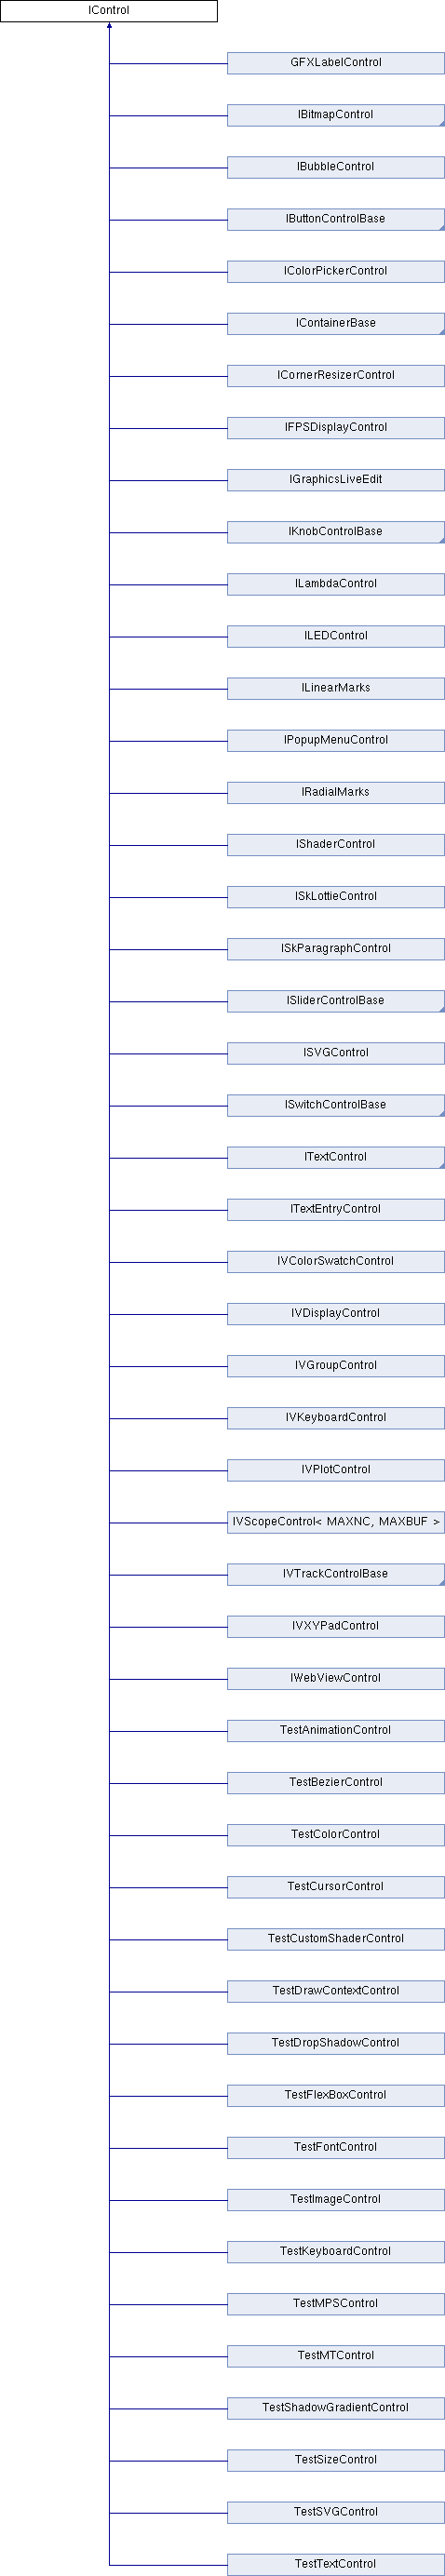 IControl
GFXLabelControl
IBitmapControl
IBubbleControl
IButtonControlBase
IColorPickerControl
IContainerBase
ICornerResizerControl
IFPSDisplayControl
IGraphicsLiveEdit
IKnobControlBase
ILambdaControl
ILEDControl
ILinearMarks
IPopupMenuControl
IRadialMarks
IShaderControl
ISkLottieControl
ISkParagraphControl
ISliderControlBase
ISVGControl
ISwitchControlBase
ITextControl
ITextEntryControl
IVColorSwatchControl
IVDisplayControl
IVGroupControl
IVKeyboardControl
IVPlotControl
IVScopeControl< MAXNC, MAXBUF >
IVTrackControlBase
IVXYPadControl
IWebViewControl
TestAnimationControl
TestBezierControl
TestColorControl
TestCursorControl
TestCustomShaderControl
TestDrawContextControl
TestDropShadowControl
TestFlexBoxControl
TestFontControl
TestImageControl
TestKeyboardControl
TestMPSControl
TestMTControl
TestShadowGradientControl
TestSizeControl
TestSVGControl
TestTextControl